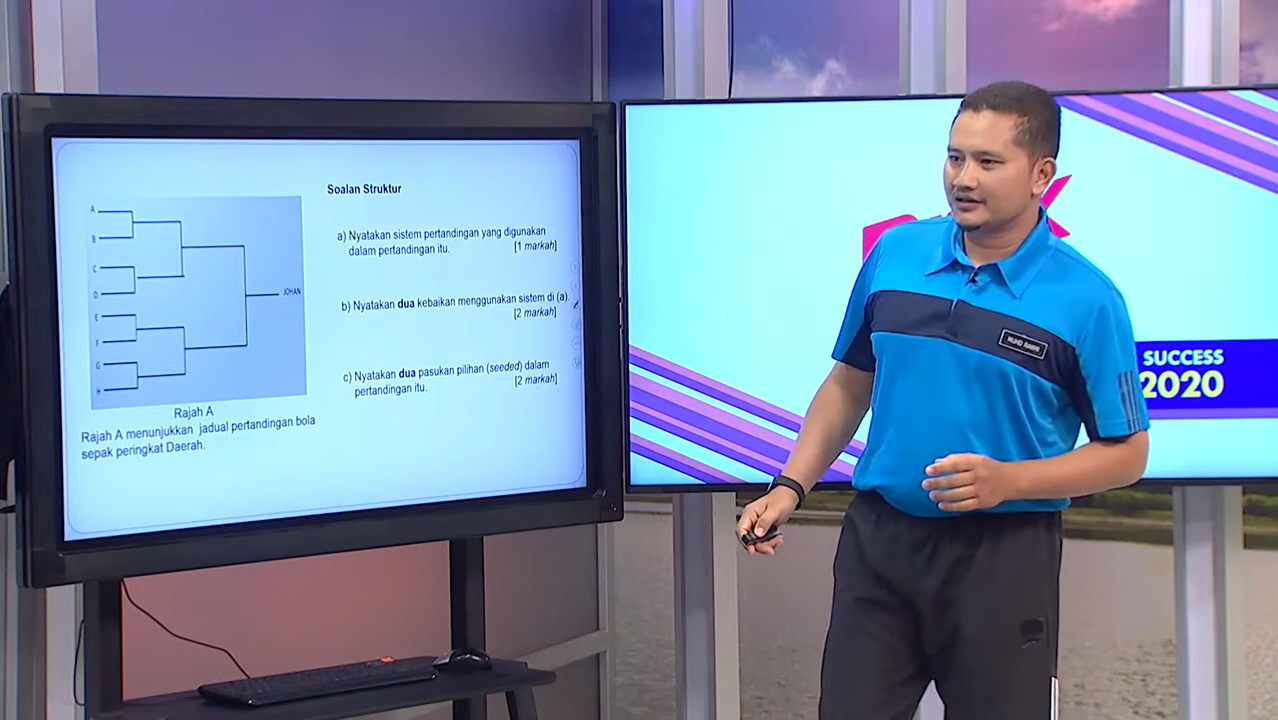 Soalan Struktur
A
B
C
D
E
F
G
H
JOHAN
Rajah A
Rajah A menunjukkan jadual pertandingan bola
sepak peringkat Daerah.
a) Nyatakan sistem pertandingan yang digunakan
dalam pertandingan itu. [1 markah]
b) Nyatakan dua kebaikan menggunakan sistem di (a).
[2 markah]
c) Nyatakan dua pasukan pilihan (seeded) dalam
pertandingan itu. [2 markah]
SUCCESS
2020